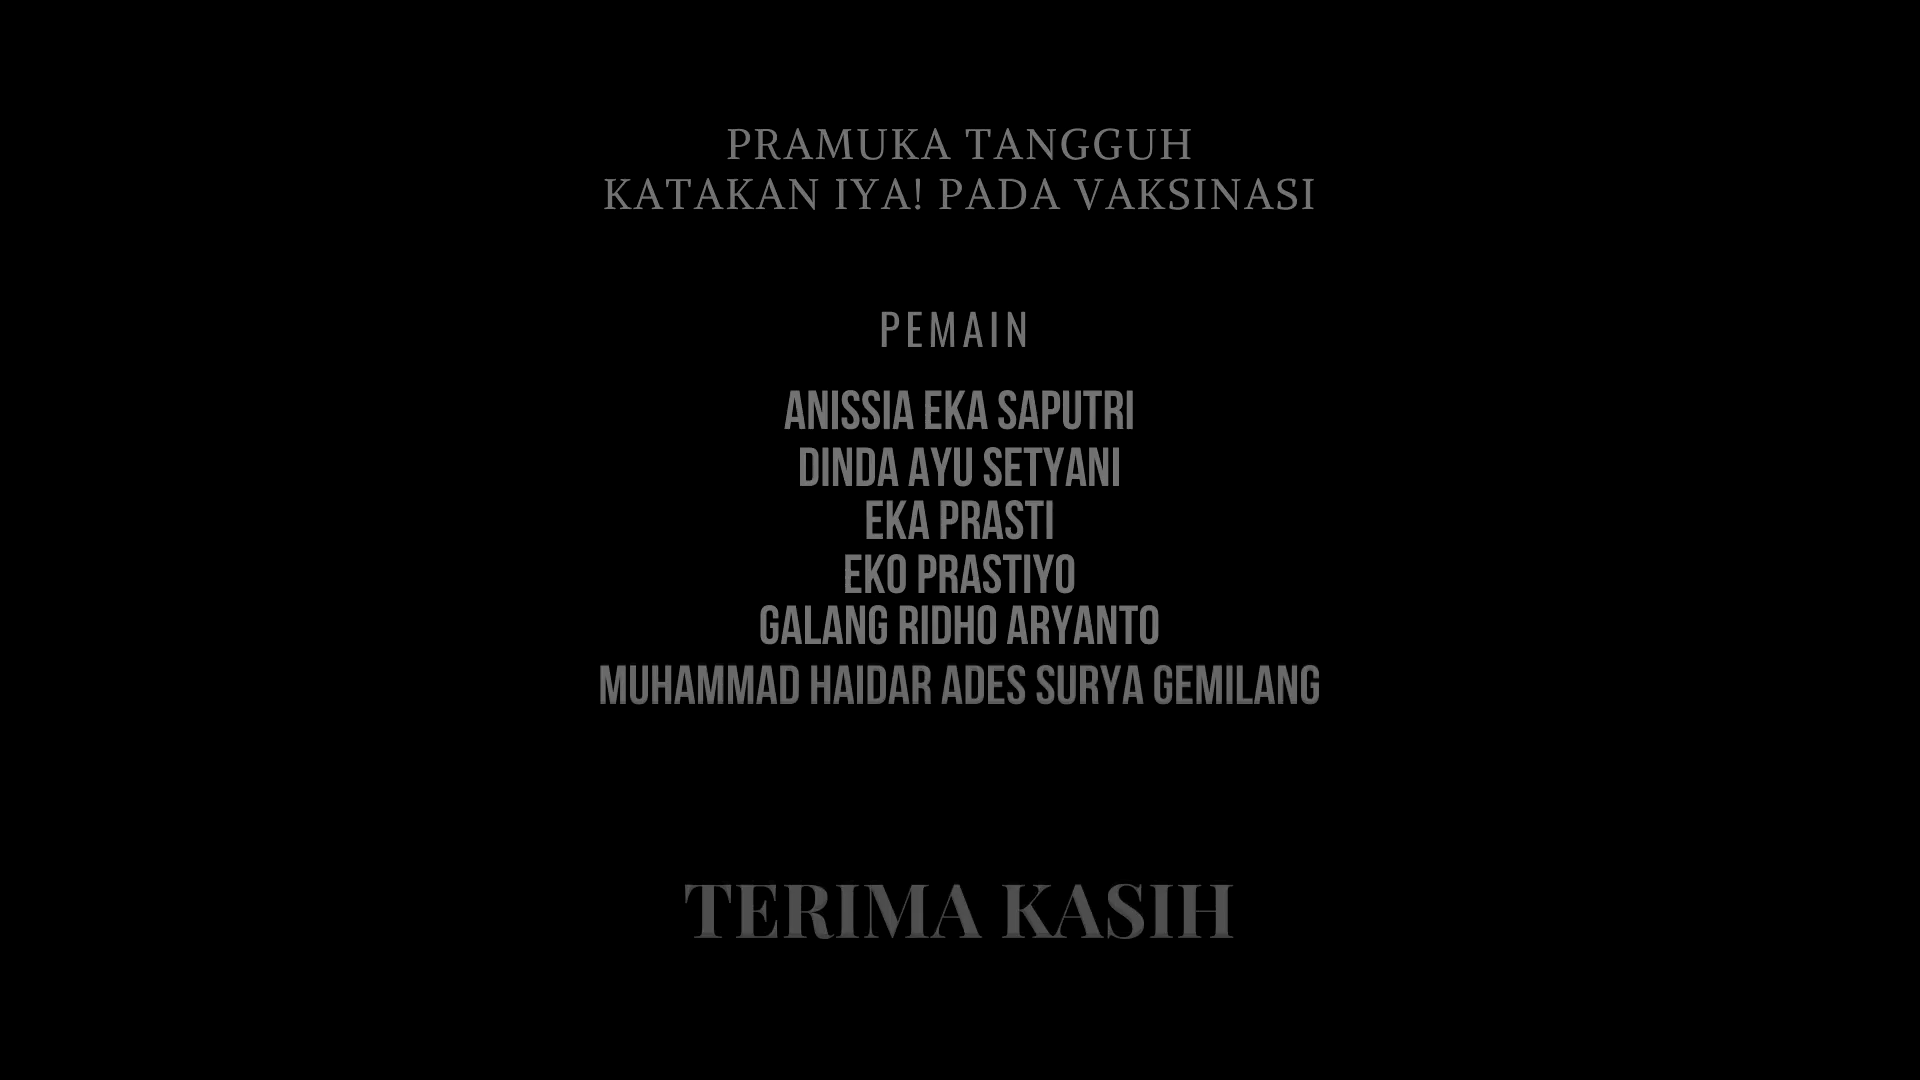 PRAMUKA TANGGUH
KATAKAN IYA! PADA VAKSINASI
PEMAIN
ANISSIA EKA SAPUTRI
DINDA AYU SETYANI
EKA PRASTI
EKO PRASTIYO
GALANG RIDHO ARYANTO
MUHAMMAD HAIDAR ADES SURYA GEMILANG
TERIMA KASIH